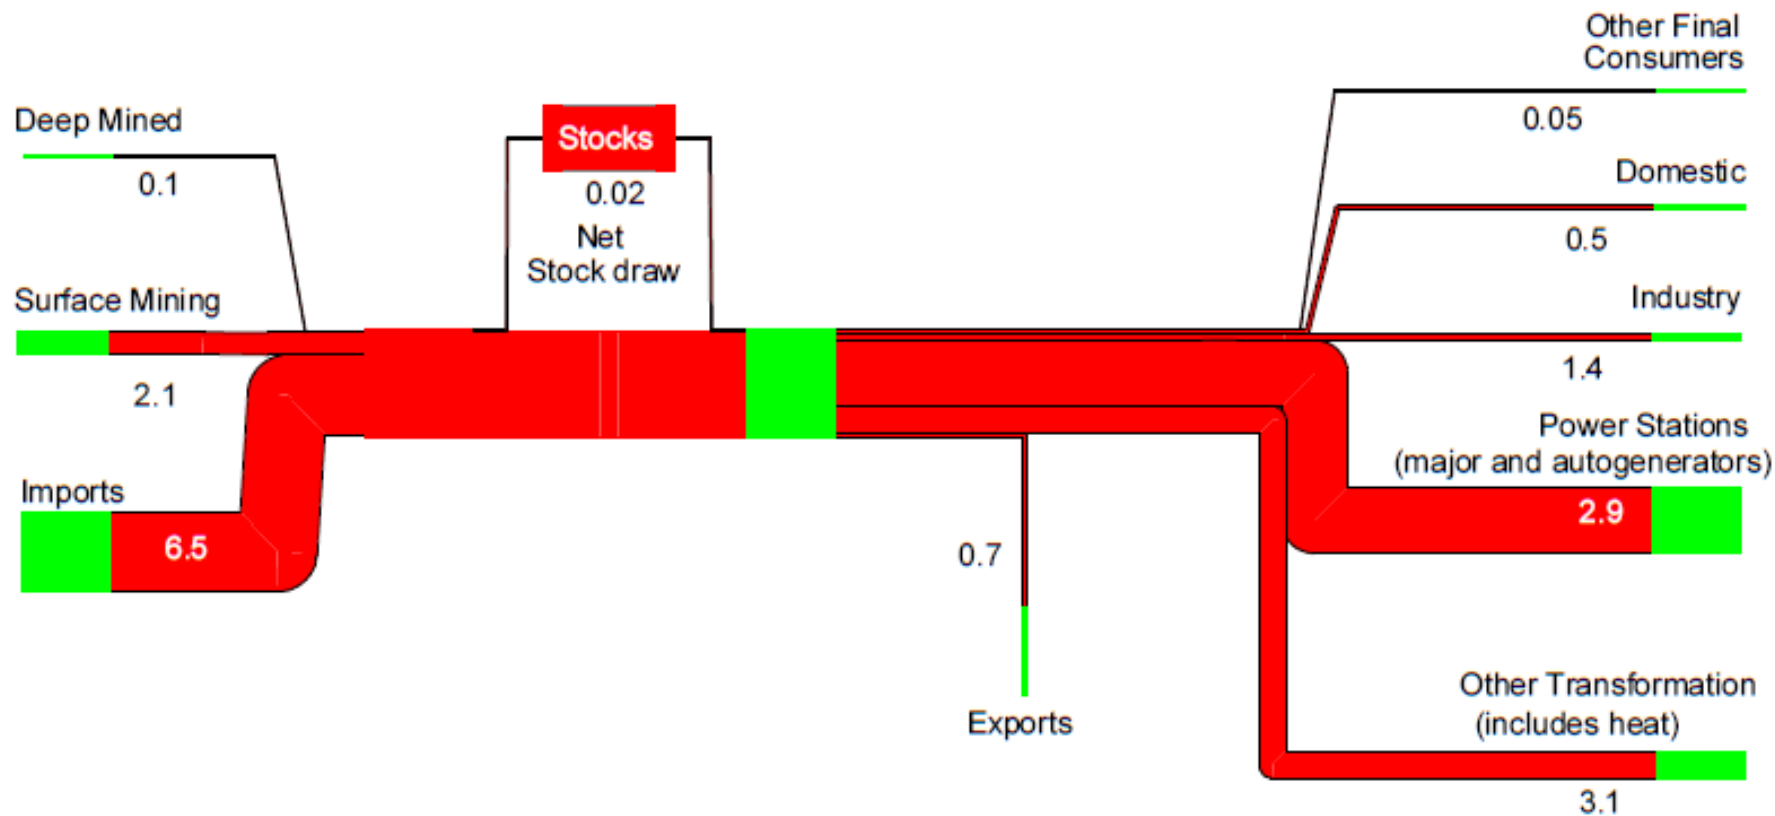 Other Final
Consumers
0.05
Deep Mined
0.1
Stocks
0.02
Net
Stock draw
Domestic
0.5
Surface Mining
2.1
Industry
1.4
Imports
6.5
Power Stations
(major and autogenerators)
2.9
0.7
Exports
Other Transformation
(includes heat)
3.1